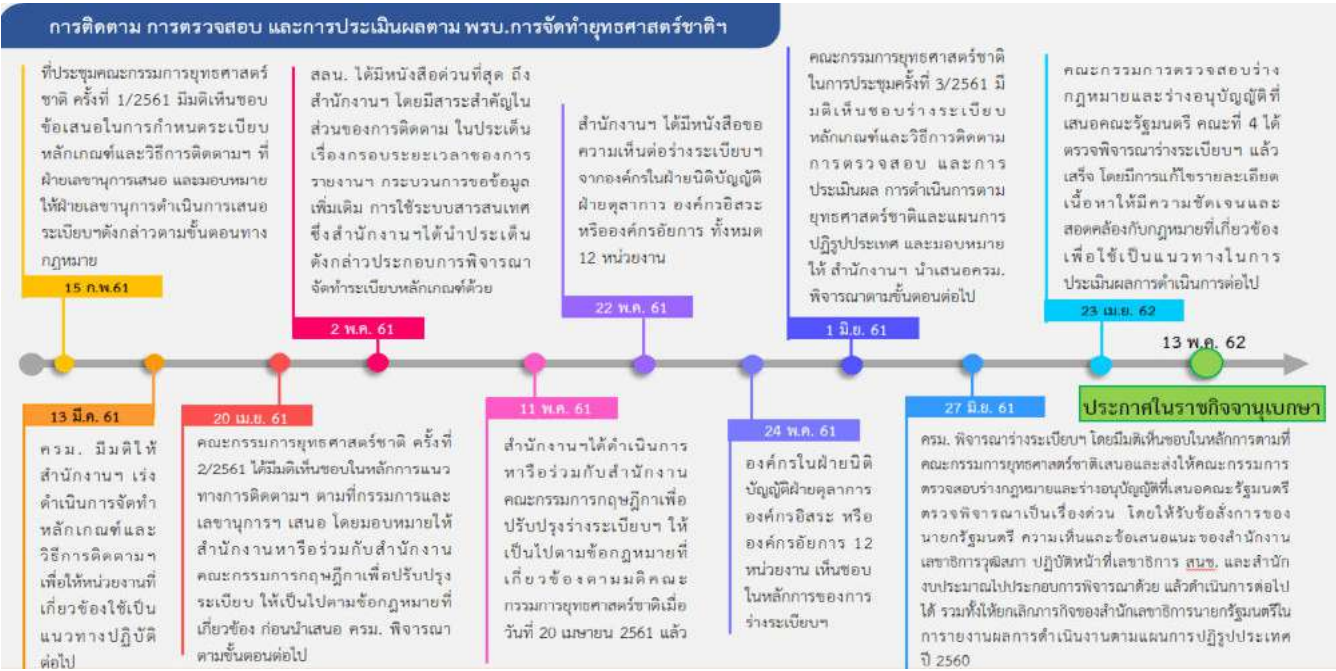 การติดตาม การตรวจสอบ และการประเมินผลตาม พรบ.การจัดทำยุทธศาสตร์ชาติฯ
ที่ประชุมคณะกรรมการยุทธศาสตร์
ชาติ ครั้งที่ 1/2561 มีมติเห็นชอบ
ข้อเสนอในการกำหนดระเบียบ
หลักเกณฑ์และวิธีการติดตามฯ ที่
ฝ่ายเลขานุการเสนอ และมอบหมาย
ให้ฝ่ายเลขานุการดำเนินการเสนอ
ระเบียบฯดังกล่าวตามขั้นตอนทาง
กฎหมาย
15 ก.พ.61
13 มี.ค. 61
ครม. มีมติให้
สำนักงานฯ เร่ง
ดำเนินการจัดทำ
หลักเกณฑ์และ
วิธีการติดตามฯ
เพื่อให้หน่วยงานที่
เกี่ยวข้องใช้เป็น
แนวทางปฏิบัติ
ต่อไป
20 เม.ย. 61
คณะกรรมการยุทธศาสตร์ชาติ ครั้งที่
2/2561 ได้มีมติเห็นชอบในหลักการแนว
ทางการติดตามฯ ตามที่กรรมการและ
เลขานุการฯ เสนอ โดยมอบหมายให้
สำนักงานหารือร่วมกับสำนักงาน
คณะกรรมการกฤษฎีกาเพื่อปรับปรุง
ระเบียบ ให้เป็นไปตามข้อกฎหมายที่
เกี่ยวข้อง ก่อนนำเสนอ ครม. พิจารณา
ตามขั้นตอนต่อไป
สลน. ได้มีหนังสือด่วนที่สุด ถึง
สำนักงานฯ โดยมีสาระสำคัญใน
ส่วนของการติดตาม ในประเด็น
เรื่องกรอบระยะเวลาของการ
รายงานฯ กระบวนการขอข้อมูล
เพิ่มเติม การใช้ระบบสารสนเทศ
ซึ่งสำนักงานฯได้นำประเด็น
ดังกล่าวประกอบการพิจารณา
จัดทำระเบียบหลักเกณฑ์ด้วย
2 พ.ค. 61
11 พ.ค. 61
สำนักงานฯได้ดำเนินการ
หารือร่วมกับสำนักงาน
คณะกรรมการกฤษฎีกาเพื่อ
ปรับปรุงร่างระเบียบฯ ให้
เป็นไปตามข้อกฎหมายที่
เกี่ยวข้องตามมติคณะ
กรรมการยุทธศาสตร์ชาติเมื่อ
วันที่ 20 เมษายน 2561 แล้ว
สำนักงานฯ ได้มีหนังสือขอ
ความเห็นต่อร่างระเบียบฯ
จากองค์กรในฝ่ายนิติบัญญัติ
ฝ่ายตุลาการ องค์กรอิสระ
หรือองค์กรอัยการ ทั้งหมด
12 หน่วยงาน
22 พ.ค. 61
24 พ.ค. 61
องค์กรในฝ่ายนิติ
บัญญัติฝ่ายตุลาการ
องค์กรอิสระ หรือ
องค์กรอัยการ 12
หน่วยงาน เห็นชอบ
ในหลักการของการ
ร่างระเบียบฯ
คณะกรรมการยุทธศาสตร์ชาติ
ในการประชุมครั้งที่ 3/2561 มี
มติเห็นชอบร่างระเบียบ
หลักเกณฑ์และวิธีการติดตาม
การตรวจสอบ และการ
ประเมินผล การดำเนินการตาม
ยุทธศาสตร์ชาติและแผนการ
ปฏิรูปประเทศ และมอบหมาย
ให้ สำนักงานฯ นำเสนอครม.
พิจารณาตามขั้นตอนต่อไป
1 มิ.ย. 61
27 มิ.ย. 61
ครม. พิจารณาร่างระเบียบฯ โดยมีมติเห็นชอบในหลักการตามที่
คณะกรรมการยุทธศาสตร์ชาติเสนอและส่งให้คณะกรรมการ
ตรวจสอบร่างกฎหมายและร่างอนุบัญญัติที่เสนอคณะรัฐมนตรี
ตรวจพิจารณาเป็นเรื่องด่วน โดยให้รับข้อสั่งการของ
นายกรัฐมนตรี ความเห็นและข้อเสนอแนะของสำนักงาน
เลขาธิการวุฒิสภา ปฏิบัติหน้าที่เลขาธิการ สนช. และสำนัก
งบประมาณไปประกอบการพิจารณาด้วย แล้วดำเนินการต่อไป
ได้ รวมทั้งให้ยกเลิกภารกิจของสำนักเลขาธิการนายกรัฐมนตรีใน
การายงานผลการดำเนินงานตามแผนการปฏิรูปประเทศ
ปี 2560
คณะกรรมการตรวจสอบร่าง
กฎหมายและร่างอนุบัญญัติที่
เสนอคณะรัฐมนตรี คณะที่ 4 ได้
ตรวจพิจารณาร่างระเบียบฯ แล้ว
เสร็จ โดยมีการแก้ไขรายละเอียด
เนื้อหาให้มีความชัดเจนและ
สอดคล้องกับกฎหมายที่เกี่ยวข้อง
เพื่อใช้เป็นแนวทางในการ
ประเมินผลการดำเนินการต่อไป
23 เม.ย. 62
13 พ.ค. 62
ประกาศในราชกิจจานุเบกษา